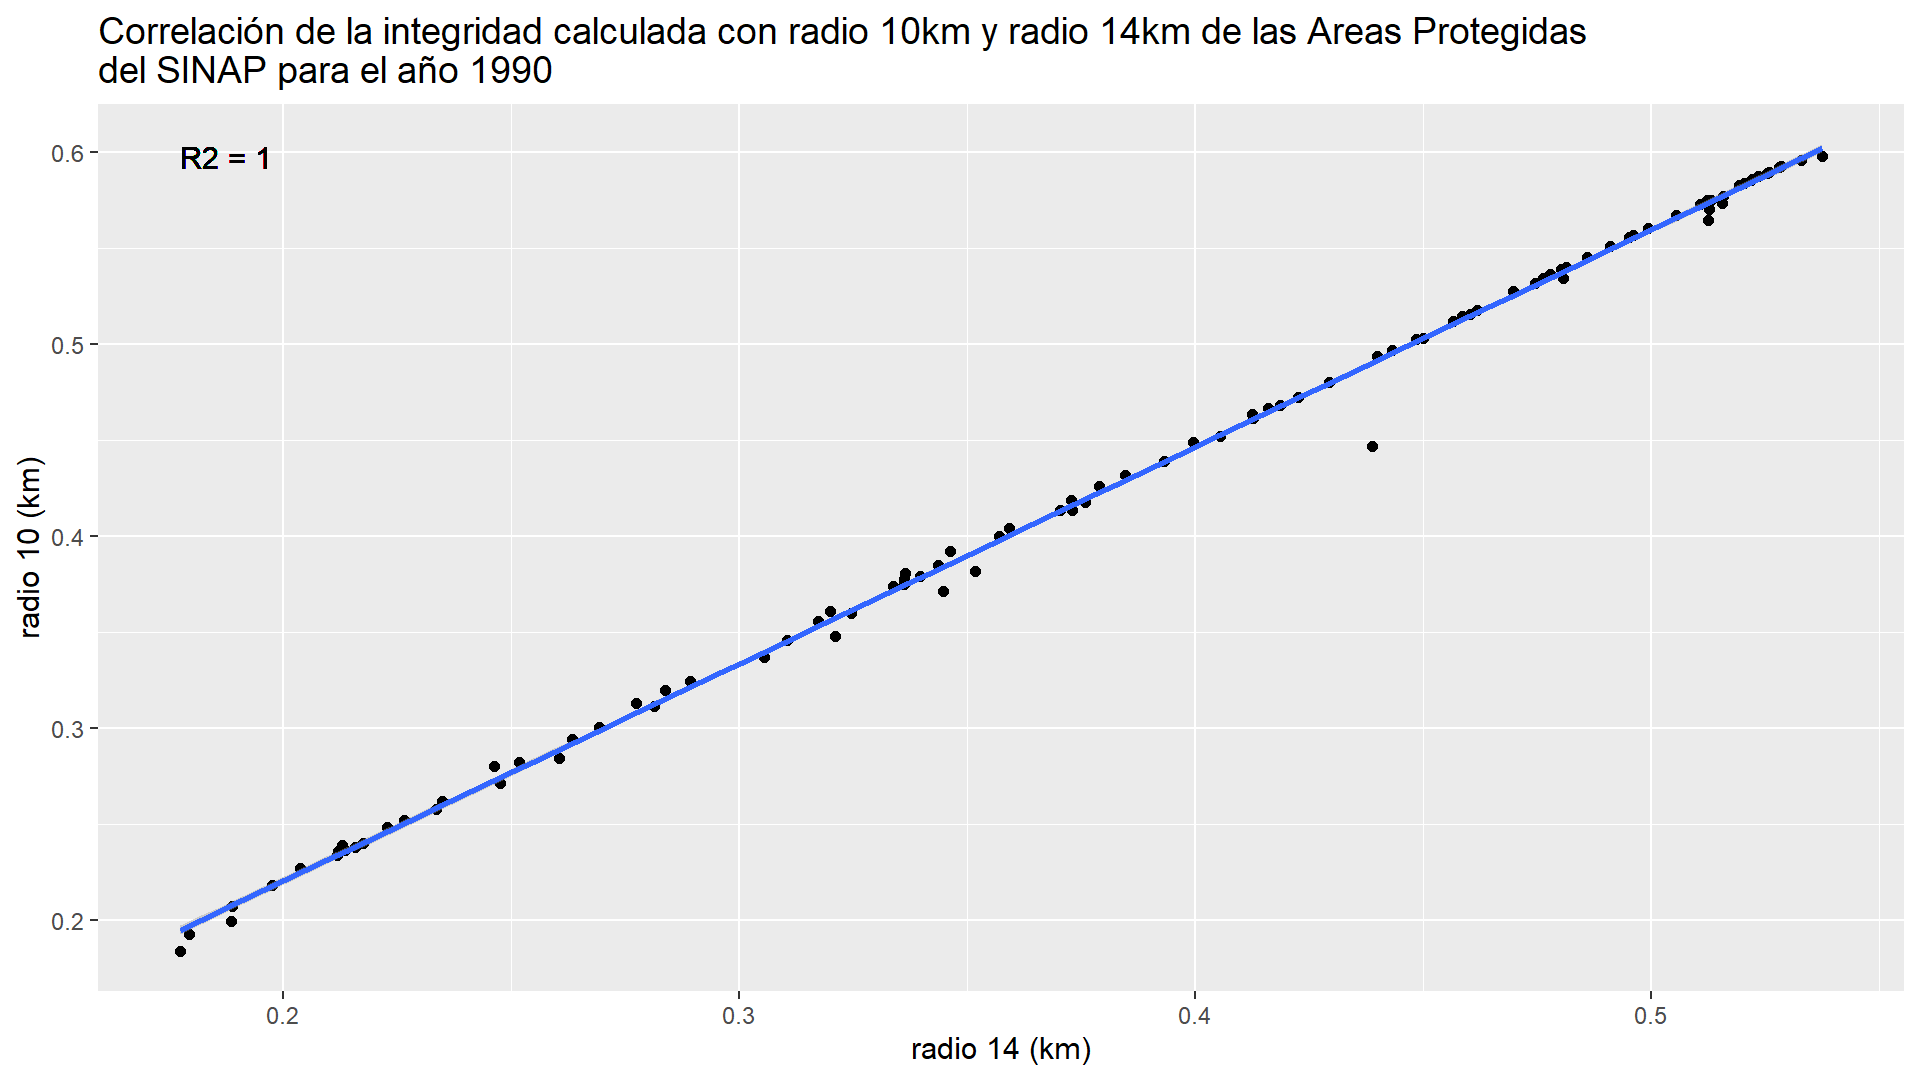 Correlación de la integridad calculada con radio 10km y radio 14km de las Areas Protegidas
del SINAP para el año 1990
R2 = 1
0.6
0.5
0.4
0.3
0.2
radio 10 (km)
0.2
0.3
0.4
0.5
radio 14 (km)